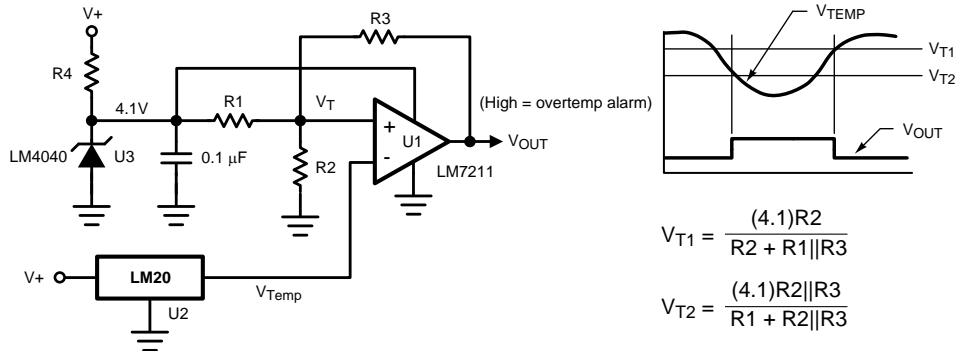 V+
R3
R4
4.1V
R1
VT
U1
(High = overtemp alarm)
VOUT
LM4040
U3
0.1 µF
R2
+
-
LM7211
V+
LM20
VTemp
U2
VTEMP
VT1
VT2
VOUT
VT1 = (4.1)R2
R2 + R1||R3
VT2 = (4.1)R2||R3
R1 + R2||R3